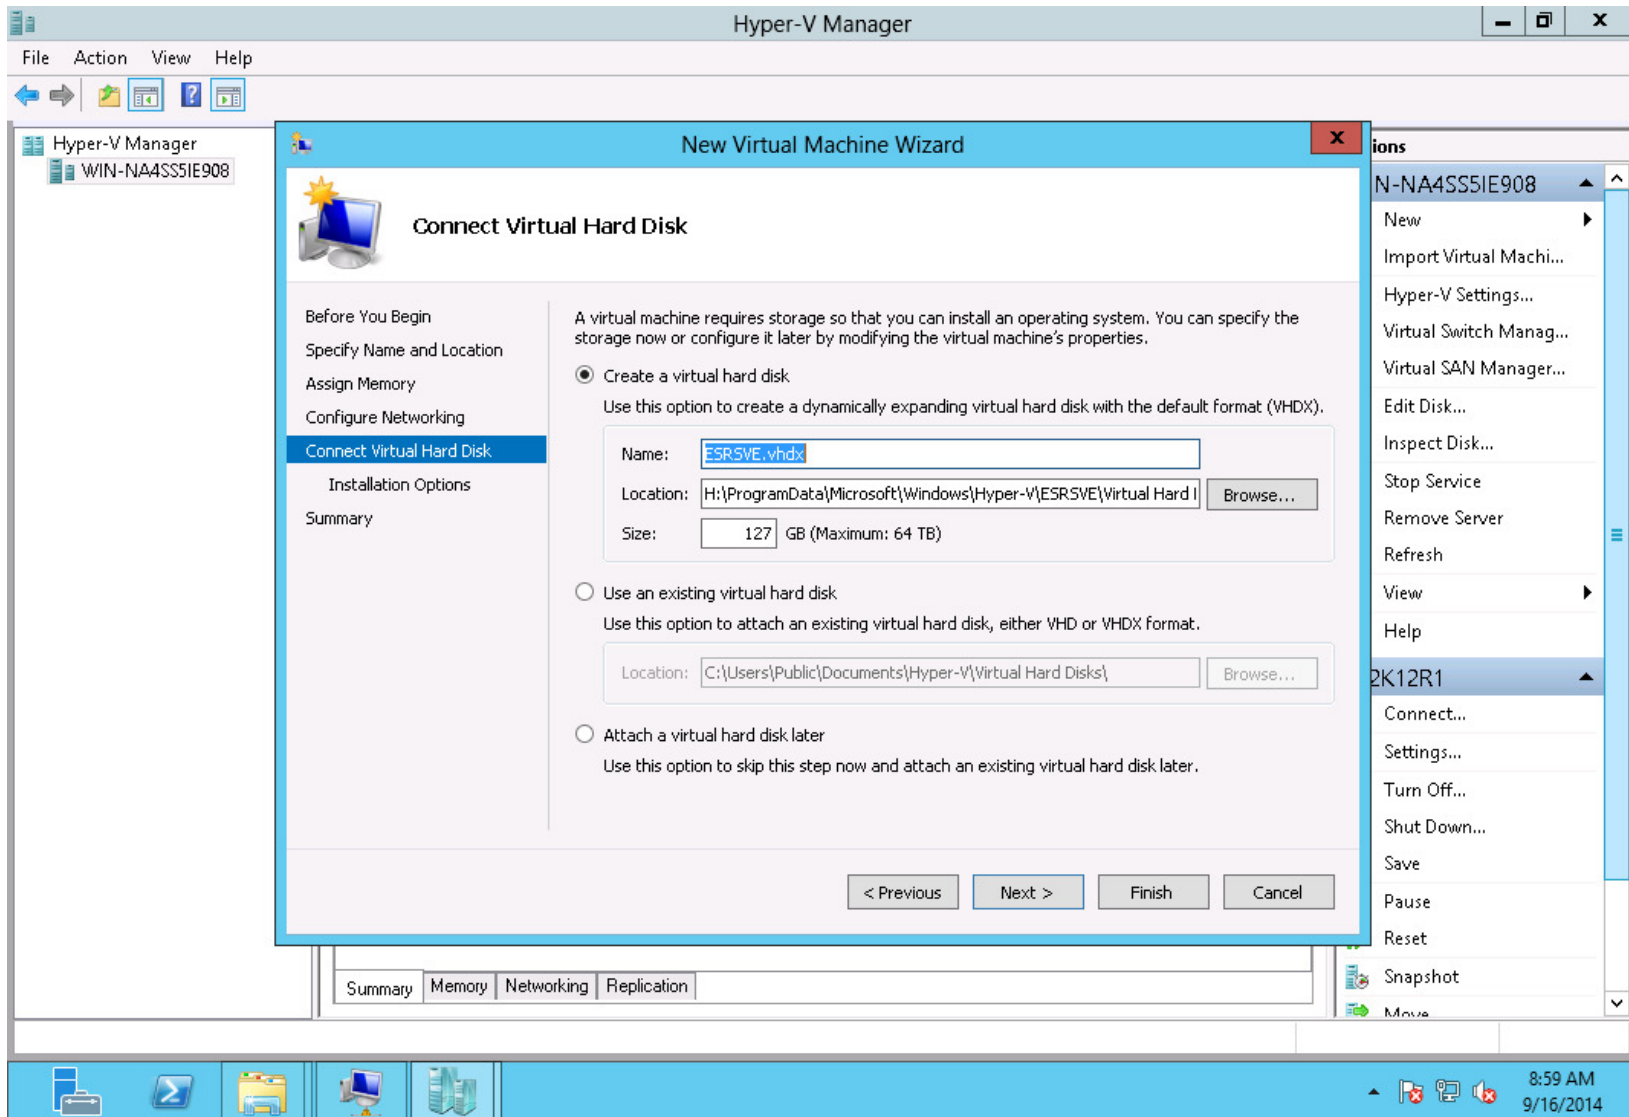 Hyper-V Manager
File Action View Help
Hyper-V Manager
WIN-NA4SS5IE908
New Virtual Machine Wizard
x
Connect Virtual Hard Disk
Before You Begin
Specify Name and Location
Assign Memory
Configure Networking
Connect Virtual Hard Disk
Installation Options
Summary
A virtual machine requires storage so that you can install an operating system. You can specify the
storage now or configure it later by modifying the virtual machine's properties.
Create a virtual hard disk
Use this option to create a dynamically expanding virtual hard disk with the default format (VHDX).
Name: ESRSVE.vhdx
Location: H:\ProgramData\Microsoft\Windows\Hyper-V\ESRSVE\Virtual Hard Browse...
Size: 127 GB (Maximum: 64 TB)
Use an existing virtual hard disk
Use this option to attach an existing virtual hard disk, either VHD or VHDX format.
Location: C:\Users\Public\Documents\Hyper-V\Virtual Hard Disks\ Browse...
Attach a virtual hard disk later
Use this option to skip this step now and attach an existing virtual hard disk later.
< Previous Next > Finish Cancel
ions
N-NA4SS5IE908
New
Import Virtual Machi...
Hyper-V Settings...
Virtual Switch Manag...
Virtual SAN Manager...
Edit Disk...
Inspect Disk...
Stop Service
Remove Server
Refresh
View
Help
2K12R1
Connect...
Settings...
Turn Off...
Shut Down...
Save
Pause
Reset
Snapshot
Move
Summary Memory Networking Replication
8:59 AM
9/16/2014